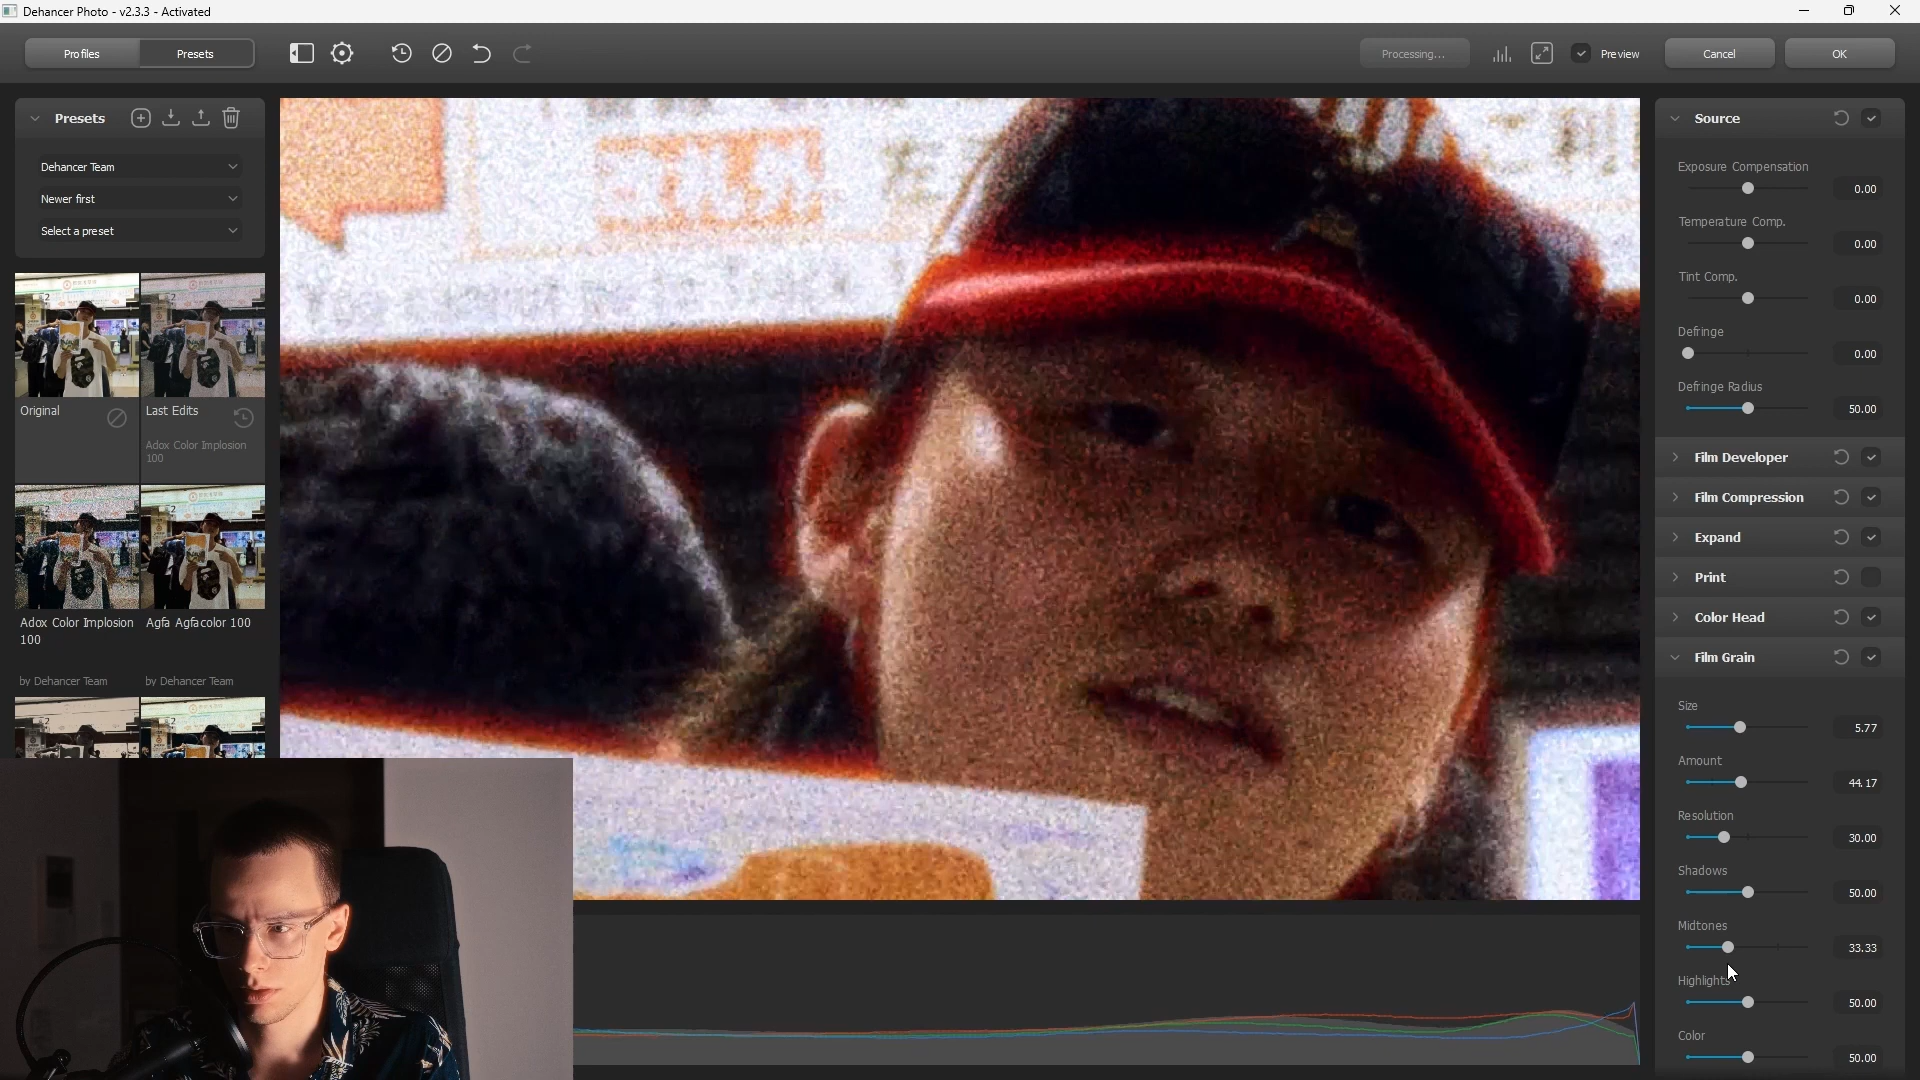 Dehancer Photo - v2.3.3 - Activated
Profiles
Presets
Processing...
Preview
Cancel
OK
Presets
Dehancer Team
Newer first
Select a preset
Original
Last Edits
Adox Color Implosion
100
Adox Color Implosion
100
Agfa Agfacolor 100
by Dehancer Team
by Dehancer Team
Source
Exposure Compensation
0.00
Temperature Comp.
0.00
Tint Comp.
0.00
Defringe
0.00
Defringe Radius
50.00
Film Developer
Film Compression
Expand
Print
Color Head
Film Grain
Size
5.77
Amount
44.17
Resolution
30.00
Shadows
50.00
Midtones
33.33
Highlights
50.00
Color
50.00